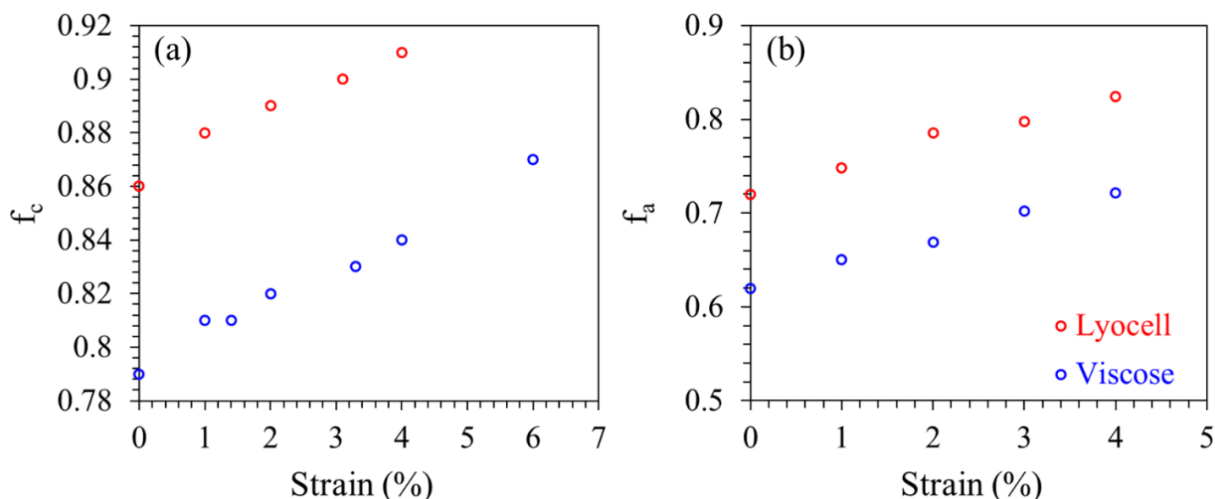 (a)
0.92
0.9
0.88
0.86
0.84
0.82
0.8
0.78
f_c
0 1 2 3 4 5 6 7
Strain (%)
(b)
0.9
0.8
0.7
0.6
0.5
f_a
Lyocell
Viscose
0 1 2 3 4 5
Strain (%)